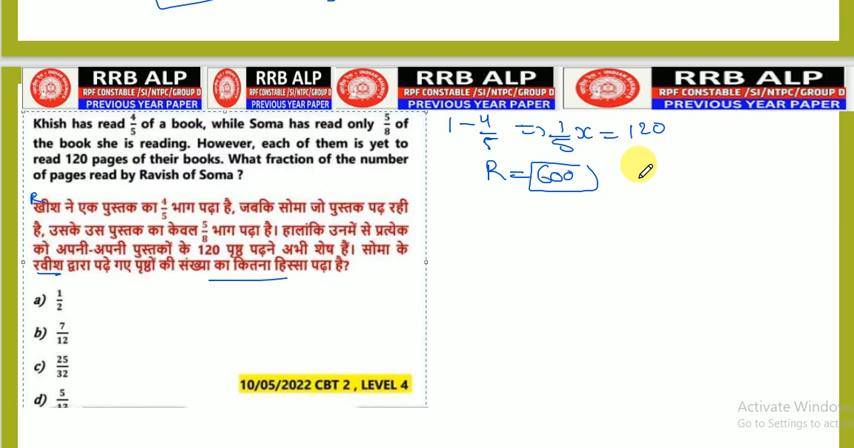 RRB ALP RRB ALP RRB ALP RRB ALP
RPF CONSTABLE /SI/NTPC/GROUP D RPF CONSTABLE /SI/NTPC/GROUP D RPF CONSTABLE /SI/NTPC/GROUP D RPF CONSTABLE /SI/NTPC/GROUP D
PREVIOUS YEAR PAPER PREVIOUS YEAR PAPER PREVIOUS YEAR PAPER PREVIOUS YEAR PAPER
Khish has read 4/5 of a book, while Soma has read only 5/8 of
the book she is reading. However, each of them is yet to
read 120 pages of their books. What fraction of the number
of pages read by Ravish of Soma ?
R
खीश ने एक पुस्तक का 4/5 भाग पढ़ा है, जबकि सोमा जो पुस्तक पढ़ रही
है, उसके उस पुस्तक का केवल 5/8 भाग पढ़ा है। हालांकि उनमें से प्रत्येक
को अपनी-अपनी पुस्तकों के 120 पृष्ठ पढ़ने अभी शेष हैं। सोमा के
रवीश द्वारा पढ़े गए पृष्ठों की संख्या का कितना हिस्सा पढ़ा है?
a) 1/2
b) 7/12
c) 25/32
d) 5/12
10/05/2022 CBT 2 , LEVEL 4
1 - 4/5 => 1/5 x = 120
R = 600
Activate Windo
Go to Settings to act